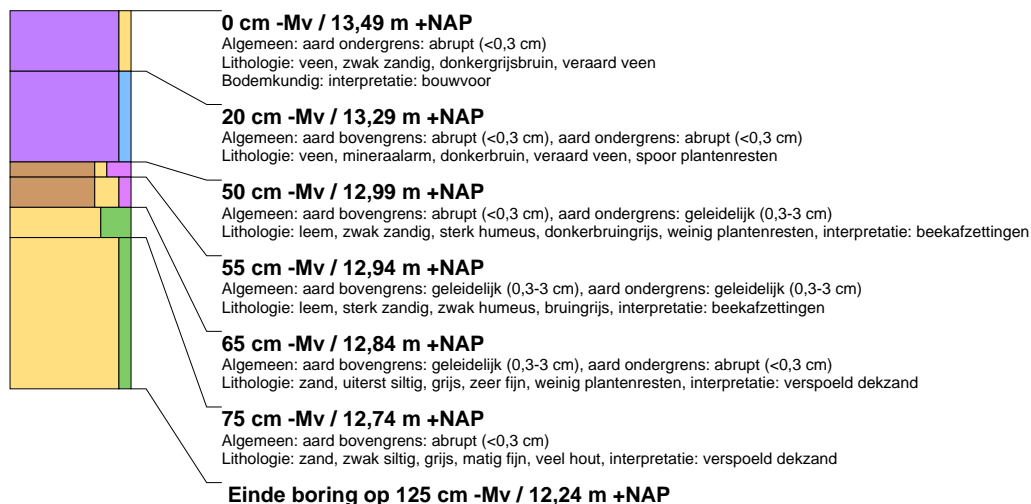 0 cm -Mv / 13,49 m +NAP
Algemeen: aard ondergrens: abrupt (<0,3 cm)
Lithologie: veen, zwak zandig, donkergrijsbruin, veraard veen
Bodemkundig: interpretatie: bouwvoor
20 cm -Mv / 13,29 m +NAP
Algemeen: aard bovengrens: abrupt (<0,3 cm), aard ondergrens: abrupt (<0,3 cm)
Lithologie: veen, mineraalarm, donkerbruin, veraard veen, spoor plantenresten
50 cm -Mv / 12,99 m +NAP
Algemeen: aard bovengrens: abrupt (<0,3 cm), aard ondergrens: geleidelijk (0,3-3 cm)
Lithologie: leem, zwak zandig, sterk humeus, donkerbruingrijs, weinig plantenresten, interpretatie: beekafzettingen
55 cm -Mv / 12,94 m +NAP
Algemeen: aard bovengrens: geleidelijk (0,3-3 cm), aard ondergrens: geleidelijk (0,3-3 cm)
Lithologie: leem, sterk zandig, zwak humeus, bruingrijs, interpretatie: beekafzettingen
65 cm -Mv / 12,84 m +NAP
Algemeen: aard bovengrens: geleidelijk (0,3-3 cm), aard ondergrens: abrupt (<0,3 cm)
Lithologie: zand, uiterst siltig, grijs, zeer fijn, weinig plantenresten, interpretatie: verspoeld dekzand
75 cm -Mv / 12,74 m +NAP
Algemeen: aard bovengrens: abrupt (<0,3 cm)
Lithologie: zand, zwak siltig, grijs, matig fijn, veel hout, interpretatie: verspoeld dekzand
Einde boring op 125 cm -Mv / 12,24 m +NAP